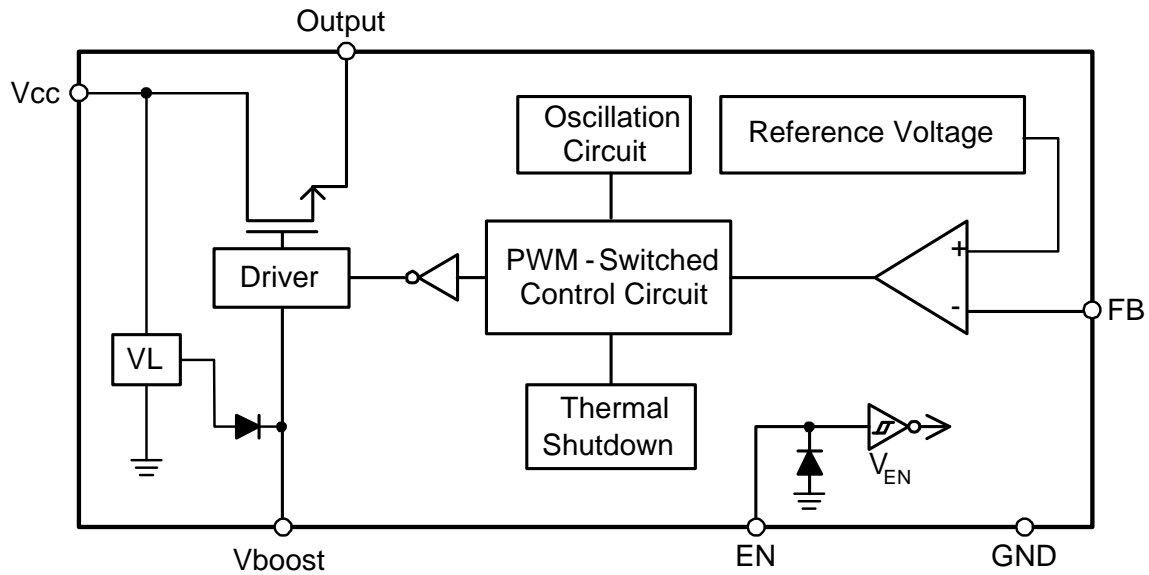 Output
Vcc
Oscillation
Circuit
Reference Voltage
+
PWM - Switched
Control Circuit
Driver
-
FB
VL
Thermal
Shutdown
VEN
Vboost
EN
GND